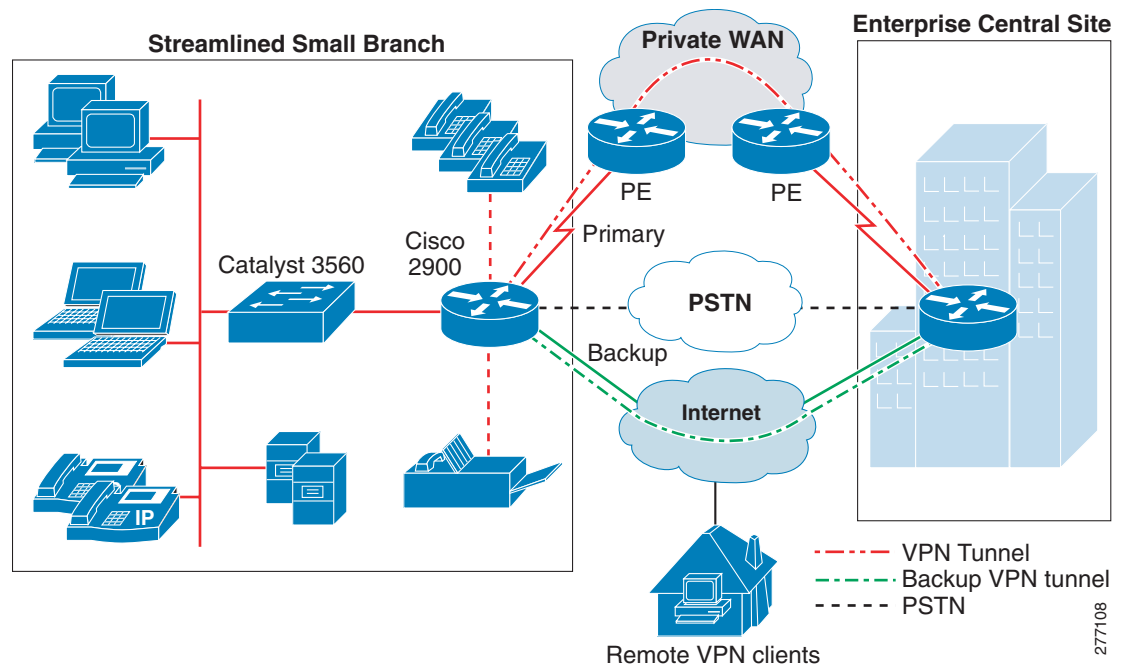 Streamlined Small Branch
Private WAN
Enterprise Central Site
PE
PE
Primary
Cisco
2900
Catalyst 3560
PSTN
Backup
Internet
IP
VPN Tunnel
Backup VPN tunnel
PSTN
Remote VPN clients
277108